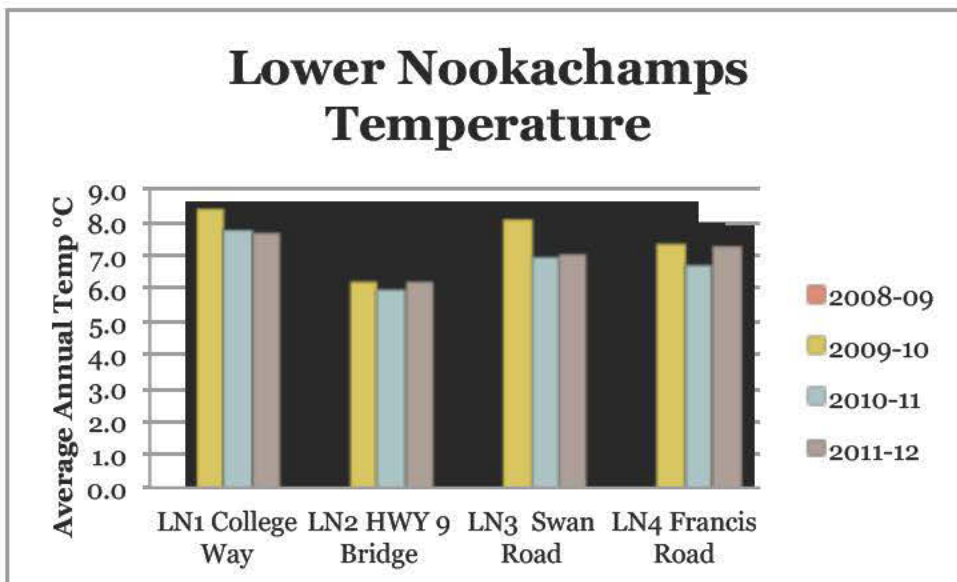 Lower Nookachamps
Temperature
Average Annual Temp °C
9.0
8.0
7.0
6.0
5.0
4.0
3.0
2.0
1.0
0.0
LN1 College
Way
LN2 HWY 9
Bridge
LN3 Swan
Road
LN4 Francis
Road
2008-09
2009-10
2010-11
2011-12